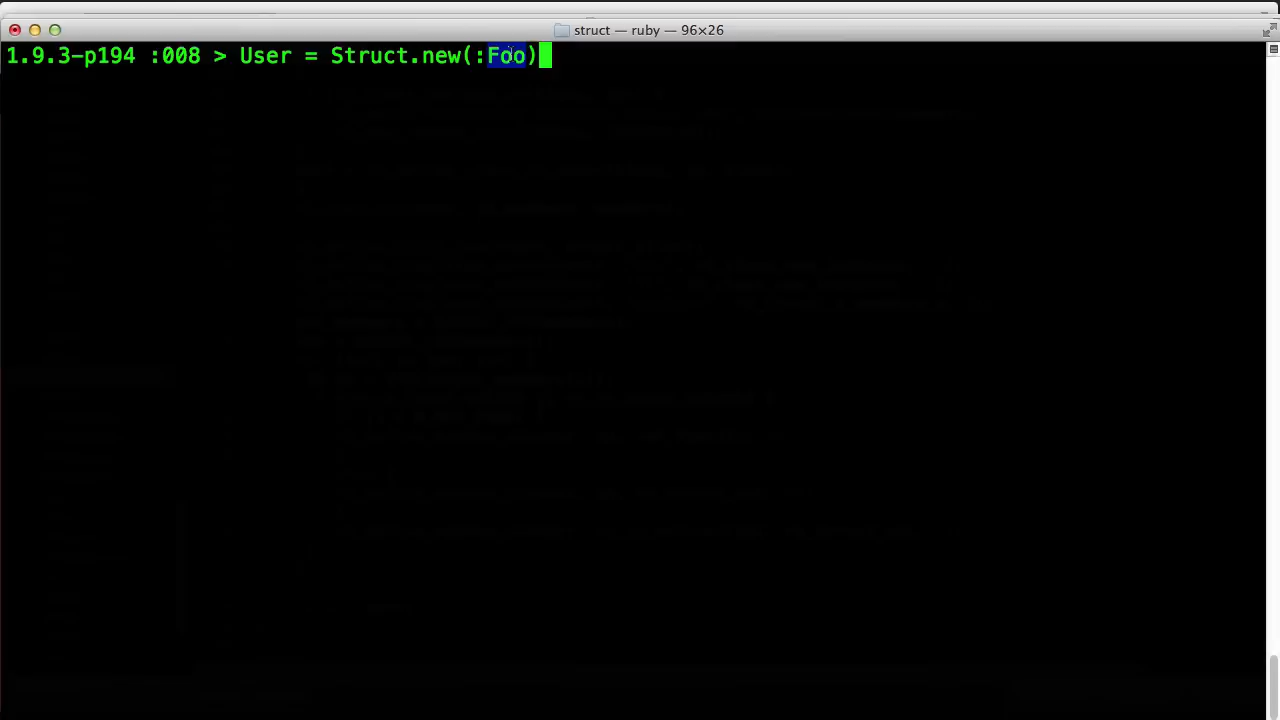 struct — ruby — 96×26
1.9.3-p194 :008 > User = Struct.new(:Foo)